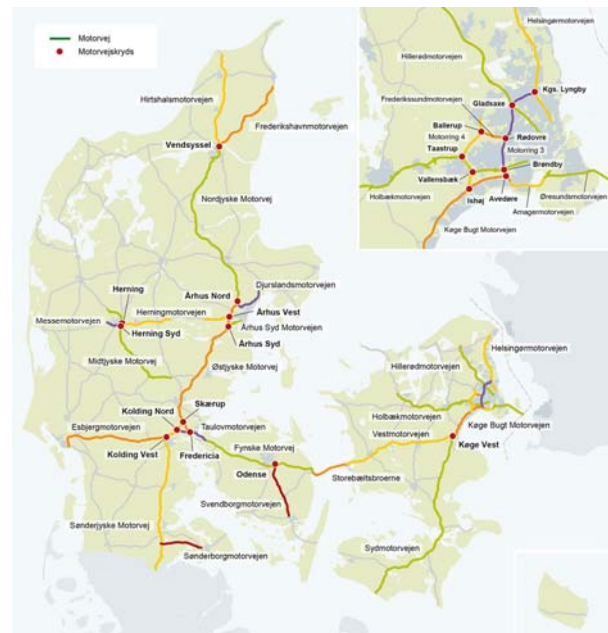 Motorvej
Motorvejskryds
Hirtshalsmotorvejen
Frederikshavnmotorvejen
Vendsyssel
Nordjyske Motorvej
Djurslandsmotorvejen
Århus Nord
Herning
Herningmotorvejen
Århus Vest
Messemotorvejen
Århus Syd Motorvejen
Herning Syd
Århus Syd
Midtjyske Motorvej
Østjyske Motorvej
Skærup
Kolding Nord
Esbjergmotorvejen
Taulovmotorvejen
Kolding Vest
Fredericia
Fynske Motorvej
Odense
Svendborgmotorvejen
Storebæltsbroerne
Sønderjyske Motorvej
Sønderborgmotorvejen
Helsingørmotorvejen
Hillerødmotorvejen
Holbækmotorvejen
Køge Bugt Motorvejen
Vestmotorvejen
Køge Vest
Sydmotorvejen
Helsingørmotorvejen
Hillerødmotorvejen
Kgs. Lyngby
Frederikssundmotorvejen
Gladsaxe
Ballerup
Motorring 4
Rødovre
Taastrup
Motorring 3
Brøndby
Vallensbæk
Holbækmotorvejen
Ishøj
Avedøre
Øresundsmotorvejen
Amagermotorvejen
Køge Bugt Motorvejen